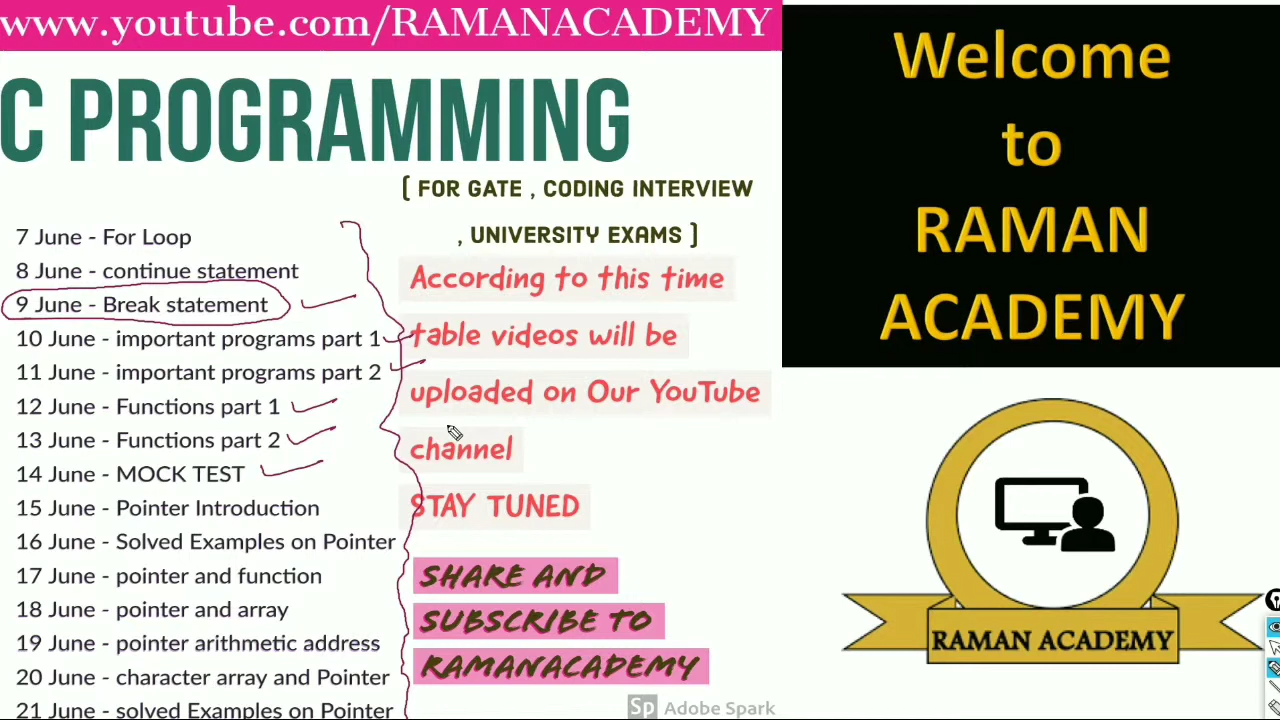 www.youtube.com/RAMANACADEMY
C PROGRAMMING
[ FOR GATE , CODING INTERVIEW
, UNIVERSITY EXAMS ]
7 June - For Loop
8 June - continue statement
9 June - Break statement
10 June - important programs part 1
11 June - important programs part 2
12 June - Functions part 1
13 June - Functions part 2
14 June - MOCK TEST
15 June - Pointer Introduction
16 June - Solved Examples on Pointer
17 June - pointer and function
18 June - pointer and array
19 June - pointer arithmetic address
20 June - character array and Pointer
21 June - solved Examples on Pointer
According to this time
table videos will be
uploaded on Our YouTube
channel
STAY TUNED
SHARE AND
SUBSCRIBE TO
RAMANACADEMY
Sp Adobe Spark
Welcome
to
RAMAN
ACADEMY
RAMAN ACADEMY